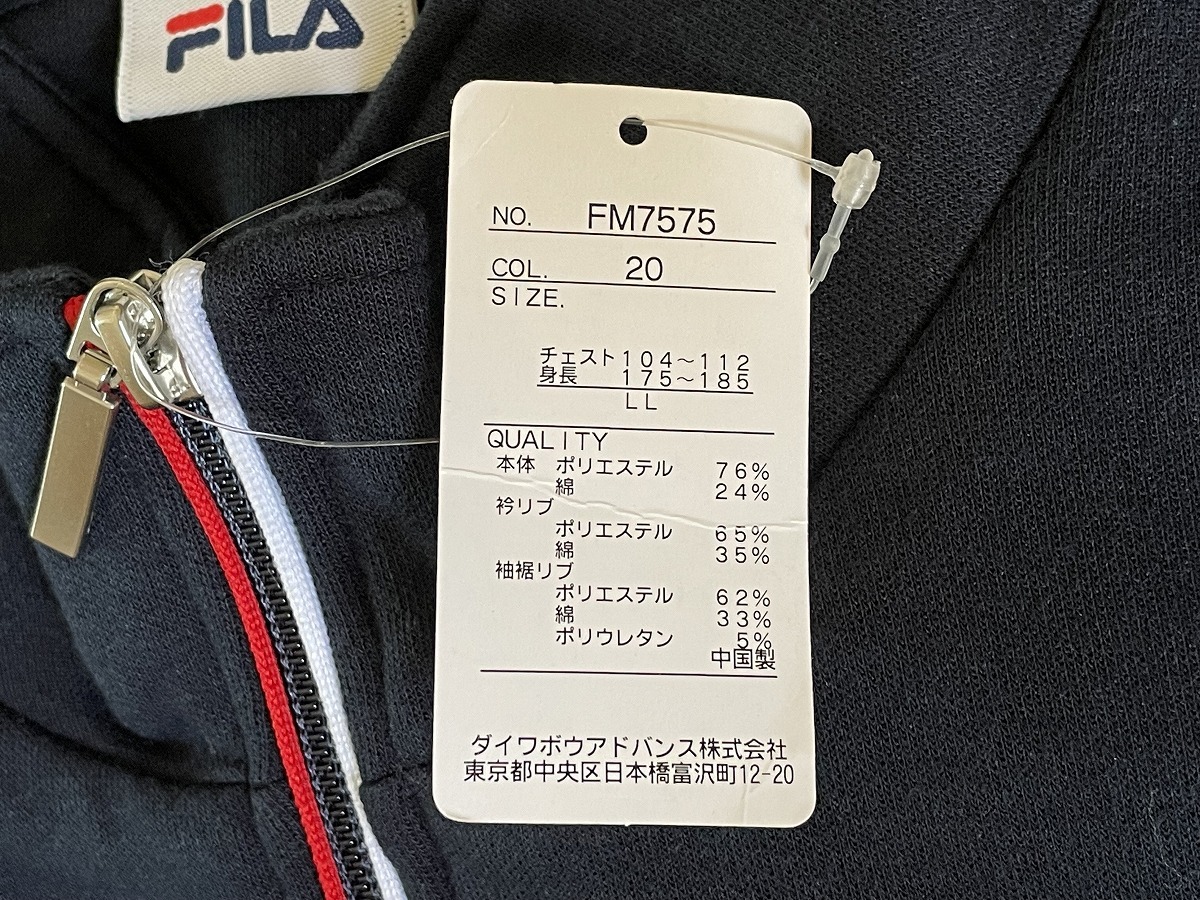 FILA
NO. FM7575
COL. 20
SIZE.
チェスト 104～112
身長 175～185
LL
QUALITY
本体 ポリエステル 76%
綿 24%
衿リブ
ポリエステル 65%
綿 35%
袖裾リブ
ポリエステル 62%
綿 33%
ポリウレタン 5%
中国製
ダイワボウアドバンス株式会社
東京都中央区日本橋富沢町12-20